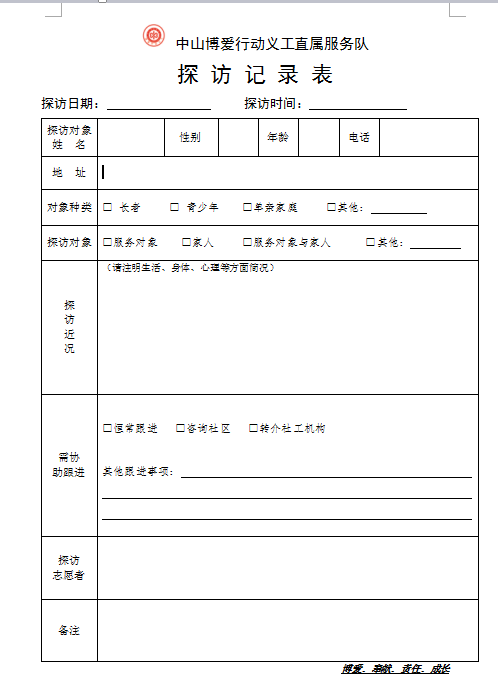 中山博爱行动义工直属服务队
探 访 记 录 表
探访日期：____________ 探访时间：____________
探访对象
姓 名
性别 年龄 电话
地 址
对象种类 □ 长者 □ 青少年 □单亲家庭 □其他：________
探访对象 □服务对象 □家人 □服务对象与家人 □其他：________
（请注明生活、身体、心理等方面简况）
探
访
近
况
□恒常跟进 □咨询社区 □转介社工机构
需协
助跟进
其他跟进事项：
探访
志愿者
备注
博爱、奉献、责任、成长